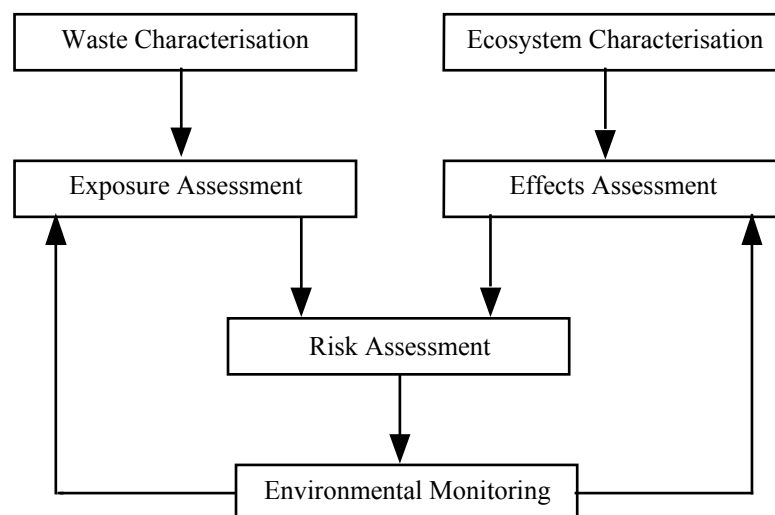 Waste Characterisation
Ecosystem Characterisation
Exposure Assessment
Effects Assessment
Risk Assessment
Environmental Monitoring